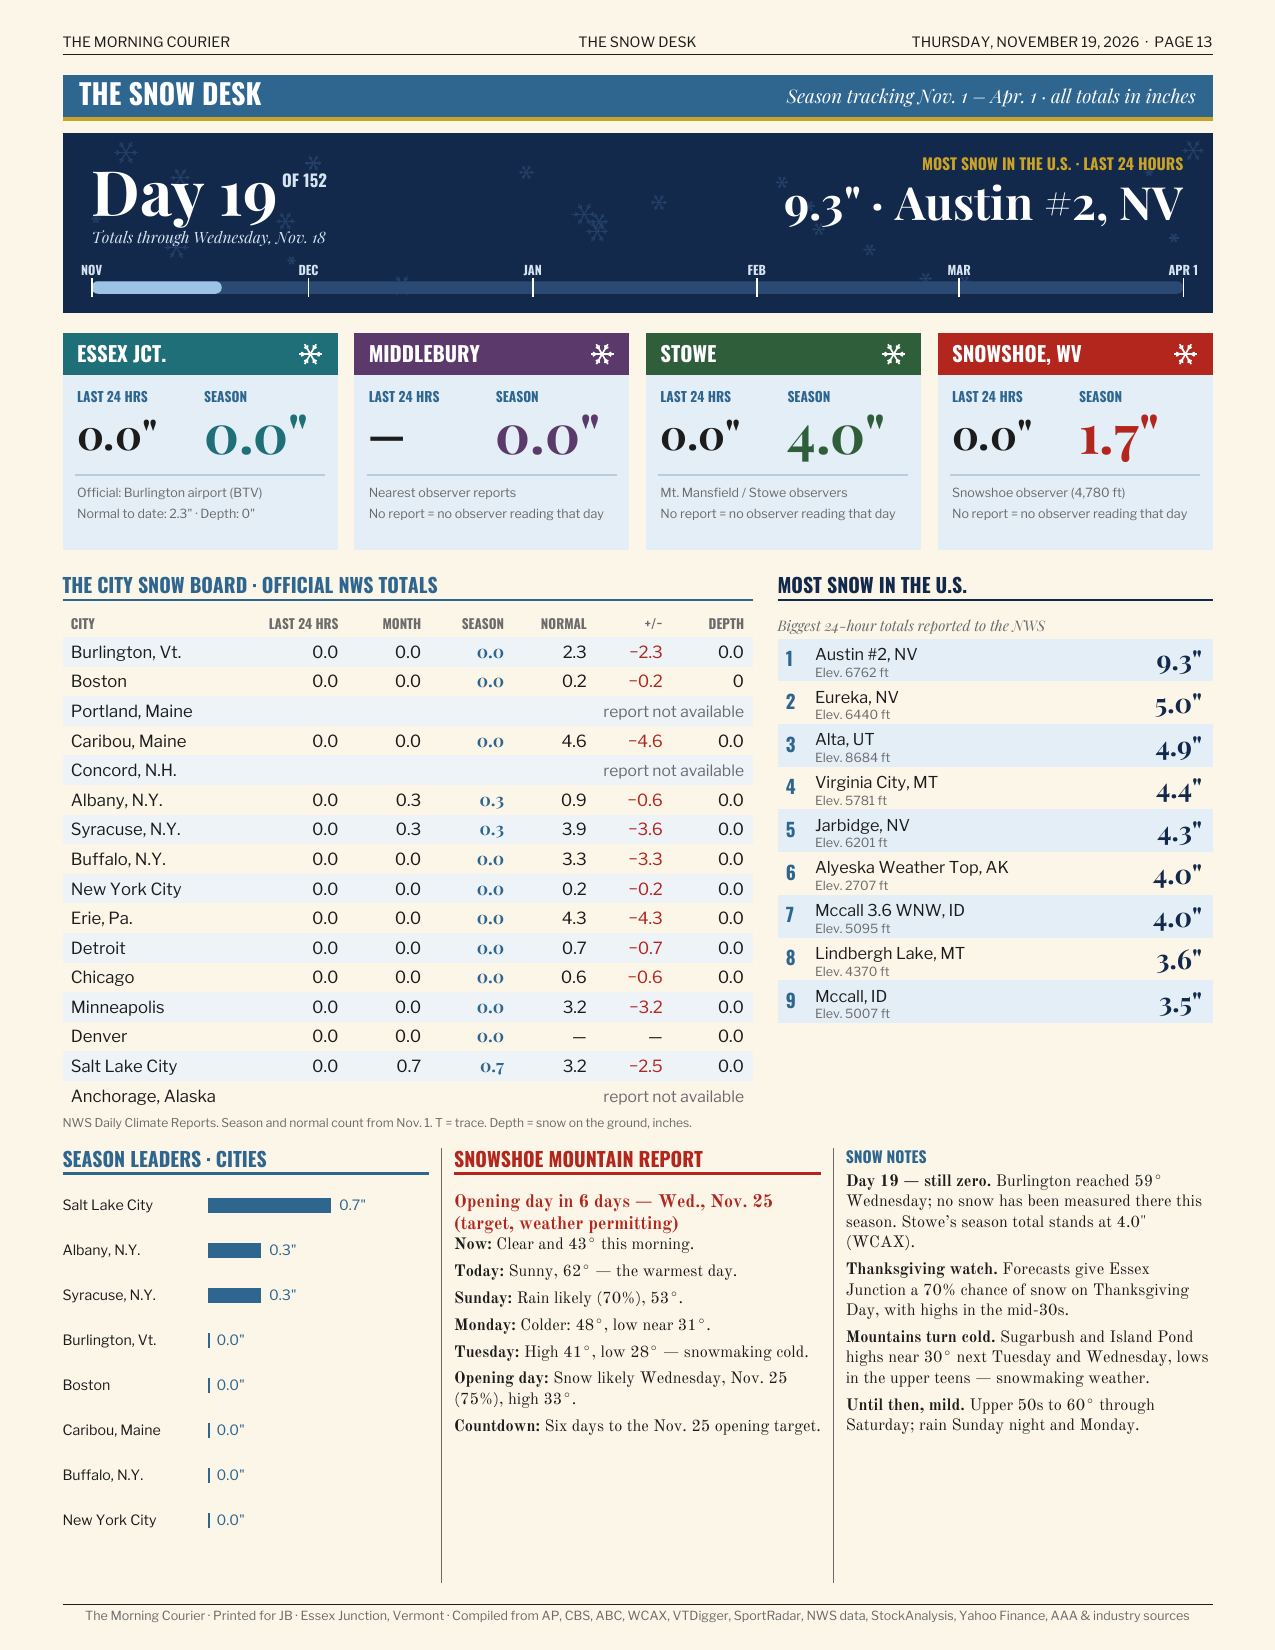 THE MORNING COURIER THE SNOW DESK THURSDAY, NOVEMBER 19, 2026 · PAGE 13
THE SNOW DESK Season tracking Nov. 1 – Apr. 1 · all totals in inches
MOST SNOW IN THE U.S. · LAST 24 HOURS
Day 19 OF 152 9.3" · Austin #2, NV
Totals through Wednesday, Nov. 18
NOV DEC JAN FEB MAR APR 1
ESSEX JCT.
LAST 24 HRS SEASON
0.0" 0.0"
Official: Burlington airport (BTV)
Normal to date: 2.3" · Depth: 0"
MIDDLEBURY
LAST 24 HRS SEASON
— 0.0"
Nearest observer reports
No report = no observer reading that day
STOWE
LAST 24 HRS SEASON
0.0" 4.0"
Mt. Mansfield / Stowe observers
No report = no observer reading that day
SNOWSHOE, WV
LAST 24 HRS SEASON
0.0" 1.7"
Snowshoe observer (4,780 ft)
No report = no observer reading that day
THE CITY SNOW BOARD · OFFICIAL NWS TOTALS
CITY LAST 24 HRS MONTH SEASON NORMAL +/− DEPTH
Burlington, Vt. 0.0 0.0 0.0 2.3 −2.3 0.0
Boston 0.0 0.0 0.0 0.2 −0.2 0
Portland, Maine report not available
Caribou, Maine 0.0 0.0 0.0 4.6 −4.6 0.0
Concord, N.H. report not available
Albany, N.Y. 0.0 0.3 0.3 0.9 −0.6 0.0
Syracuse, N.Y. 0.0 0.3 0.3 3.9 −3.6 0.0
Buffalo, N.Y. 0.0 0.0 0.0 3.3 −3.3 0.0
New York City 0.0 0.0 0.0 0.2 −0.2 0.0
Erie, Pa. 0.0 0.0 0.0 4.3 −4.3 0.0
Detroit 0.0 0.0 0.0 0.7 −0.7 0.0
Chicago 0.0 0.0 0.0 0.6 −0.6 0.0
Minneapolis 0.0 0.0 0.0 3.2 −3.2 0.0
Denver 0.0 0.0 0.0 — — 0.0
Salt Lake City 0.0 0.7 0.7 3.2 −2.5 0.0
Anchorage, Alaska report not available
NWS Daily Climate Reports. Season and normal count from Nov. 1. T = trace. Depth = snow on the ground, inches.
MOST SNOW IN THE U.S.
Biggest 24-hour totals reported to the NWS
1 Austin #2, NV 9.3"
Elev. 6762 ft
2 Eureka, NV 5.0"
Elev. 6440 ft
3 Alta, UT 4.9"
Elev. 8684 ft
4 Virginia City, MT 4.4"
Elev. 5781 ft
5 Jarbidge, NV 4.3"
Elev. 6201 ft
6 Alyeska Weather Top, AK 4.0"
Elev. 2707 ft
7 Mccall 3.6 WNW, ID 4.0"
Elev. 5095 ft
8 Lindbergh Lake, MT 3.6"
Elev. 4370 ft
9 Mccall, ID 3.5"
Elev. 5007 ft
SEASON LEADERS · CITIES
Salt Lake City 0.7"
Albany, N.Y. 0.3"
Syracuse, N.Y. 0.3"
Burlington, Vt. 0.0"
Boston 0.0"
Caribou, Maine 0.0"
Buffalo, N.Y. 0.0"
New York City 0.0"
SNOWSHOE MOUNTAIN REPORT
Opening day in 6 days — Wed., Nov. 25
(target, weather permitting)
Now: Clear and 43° this morning.
Today: Sunny, 62° — the warmest day.
Sunday: Rain likely (70%), 53°.
Monday: Colder: 48°, low near 31°.
Tuesday: High 41°, low 28° — snowmaking cold.
Opening day: Snow likely Wednesday, Nov. 25
(75%), high 33°.
Countdown: Six days to the Nov. 25 opening target.
SNOW NOTES
Day 19 — still zero. Burlington reached 59°
Wednesday; no snow has been measured there this
season. Stowe's season total stands at 4.0"
(WCAX).
Thanksgiving watch. Forecasts give Essex
Junction a 70% chance of snow on Thanksgiving
Day, with highs in the mid-30s.
Mountains turn cold. Sugarbush and Island Pond
highs near 30° next Tuesday and Wednesday, lows
in the upper teens — snowmaking weather.
Until then, mild. Upper 50s to 60° through
Saturday; rain Sunday night and Monday.
The Morning Courier · Printed for JB · Essex Junction, Vermont · Compiled from AP, CBS, ABC, WCAX, VTDigger, SportRadar, NWS data, StockAnalysis, Yahoo Finance, AAA & industry sources